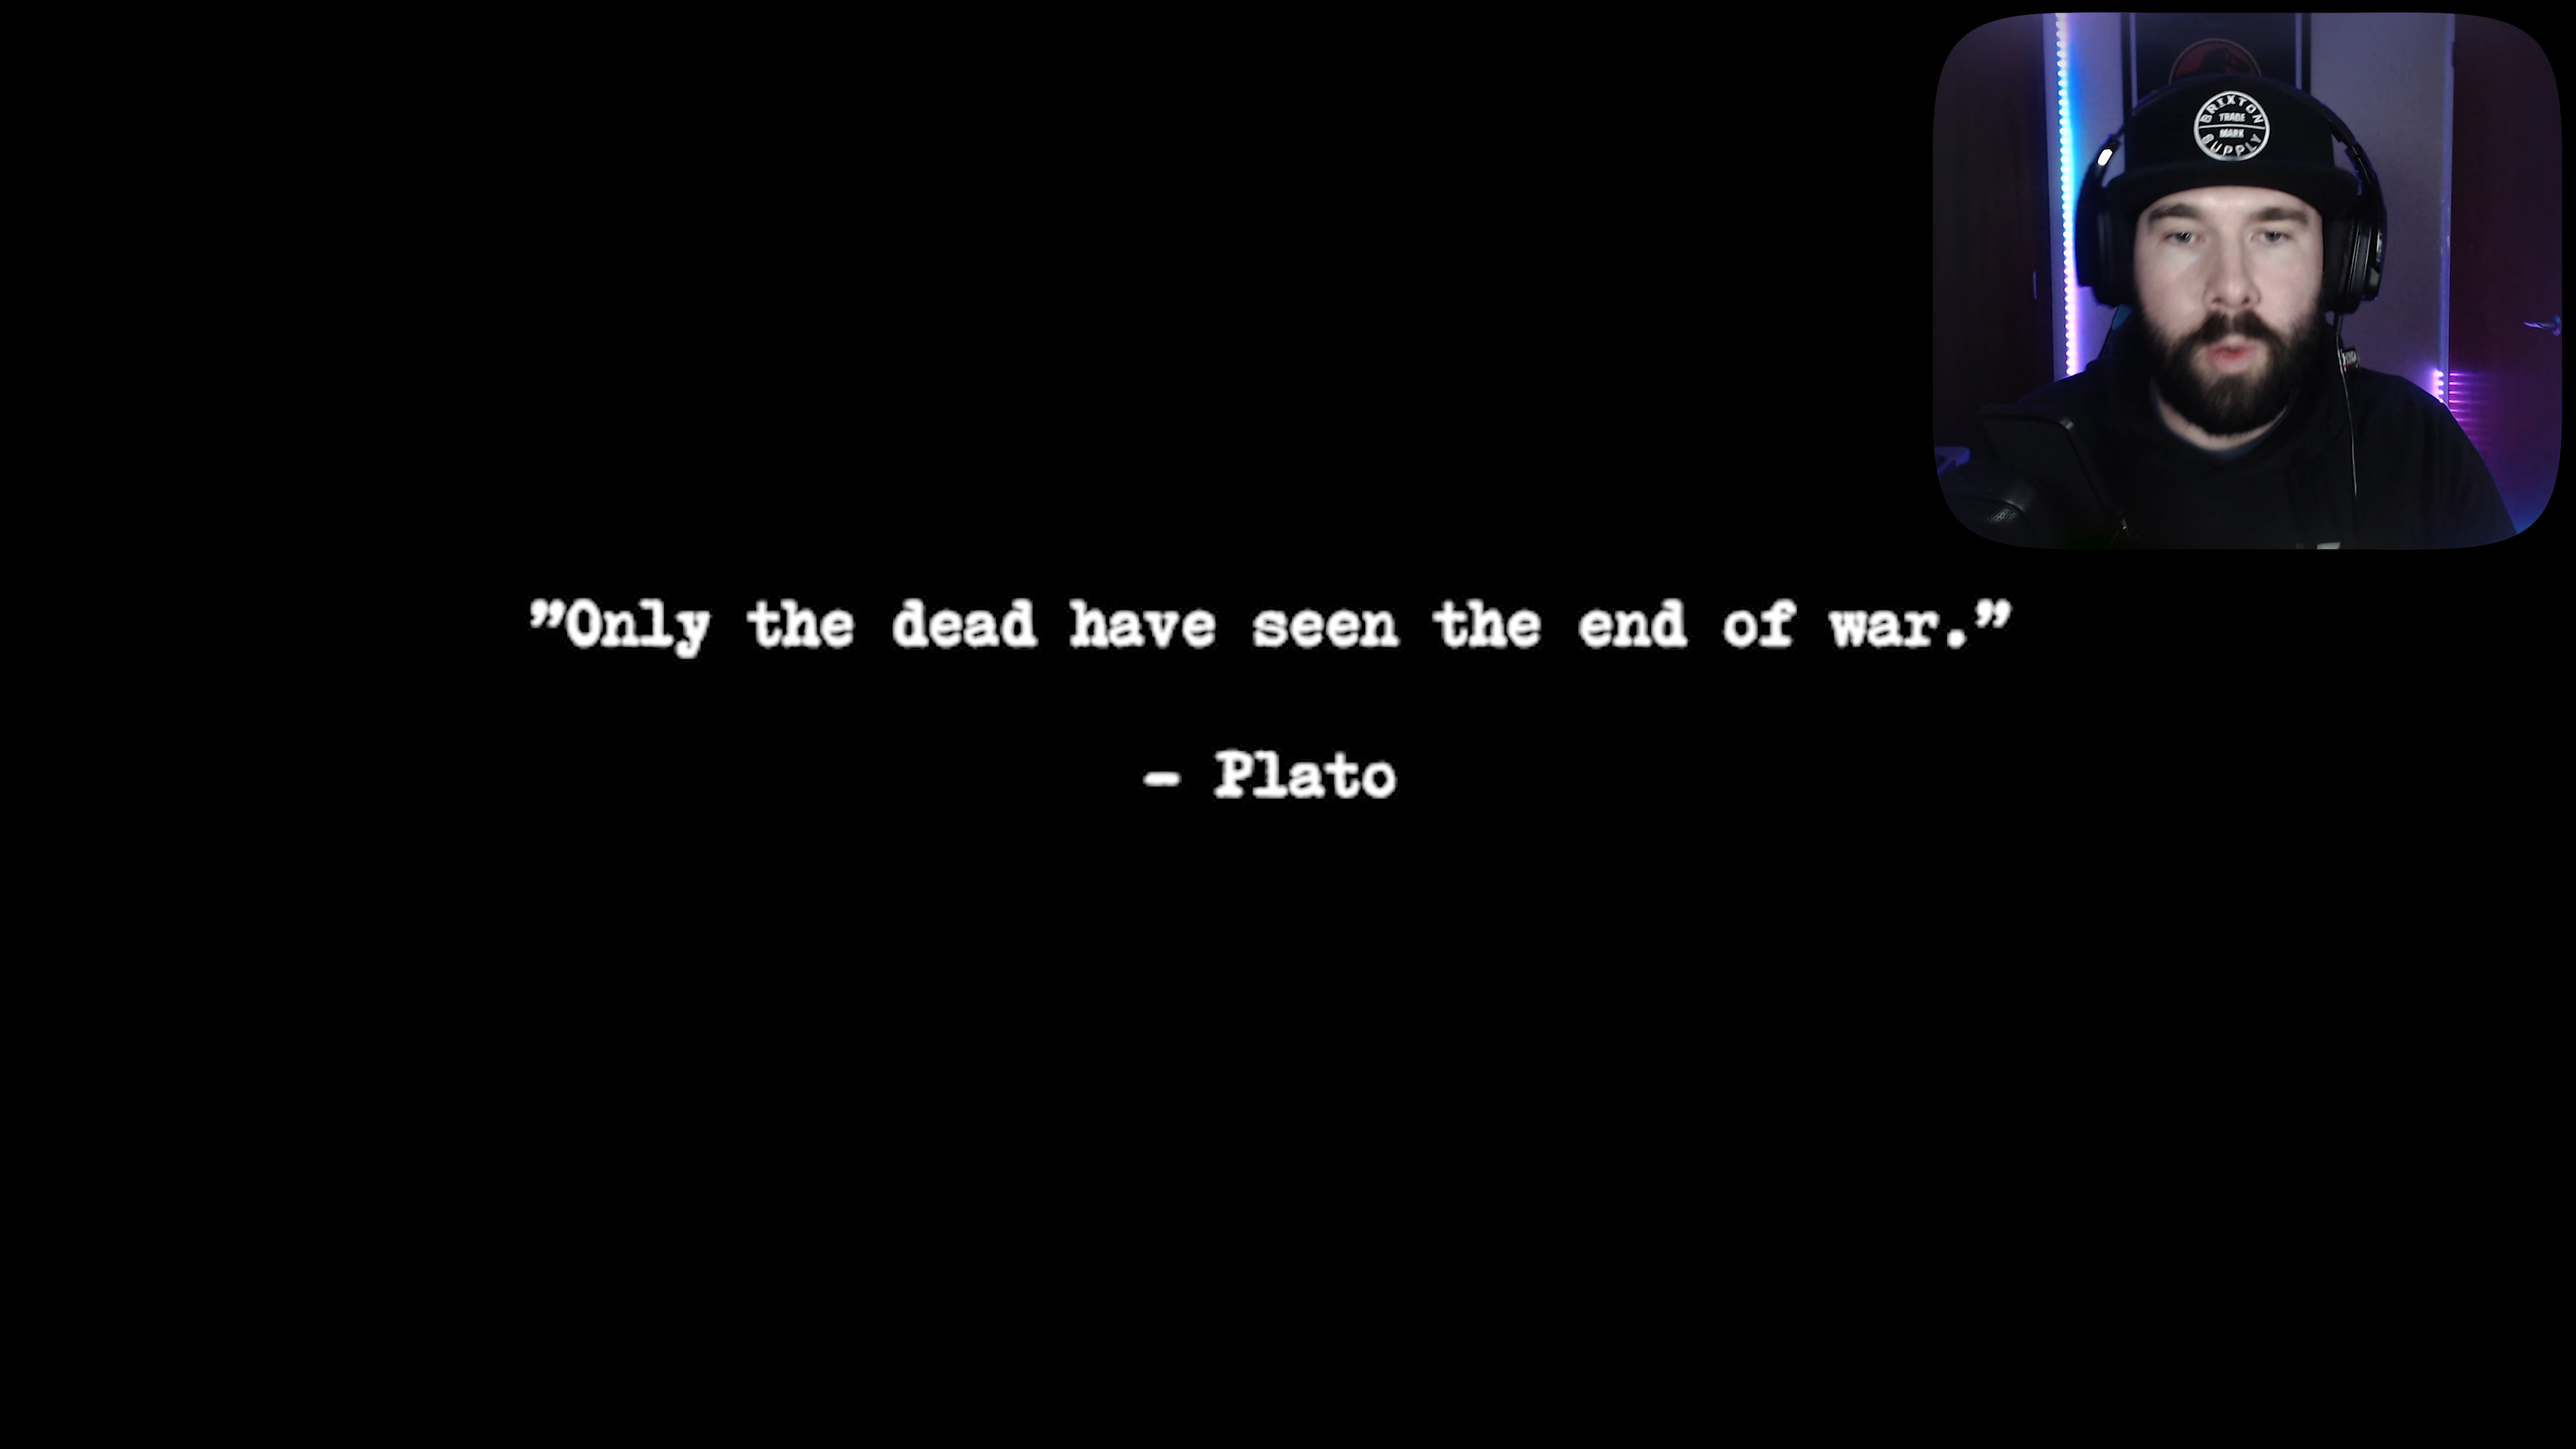 BRIXTON
TRADE
MARK
SUPPLY
”Only the dead have seen the end of war.”
– Plato